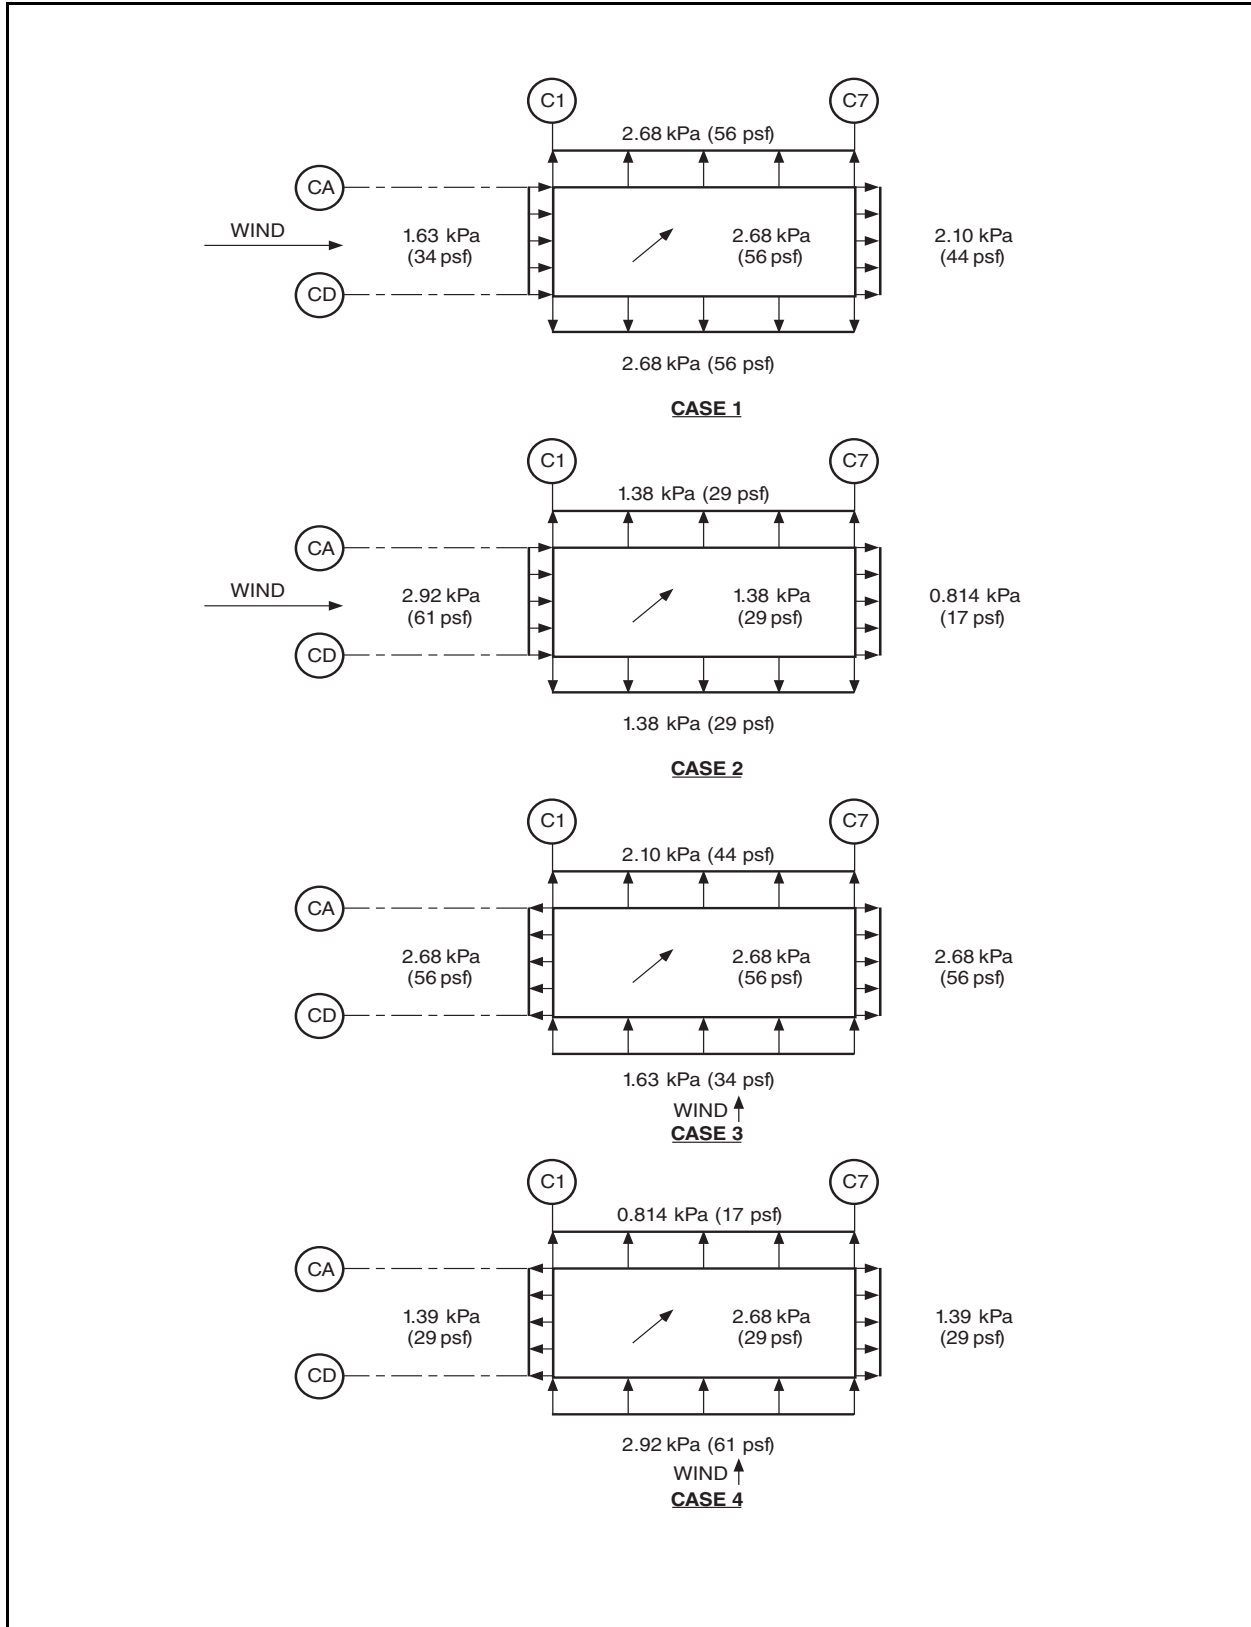 C1
C7
2.68 kPa (56 psf)
CA
WIND
1.63 kPa
(34 psf)
2.68 kPa
(56 psf)
2.10 kPa
(44 psf)
CD
2.68 kPa (56 psf)
CASE 1
C1
C7
1.38 kPa (29 psf)
CA
WIND
2.92 kPa
(61 psf)
1.38 kPa
(29 psf)
0.814 kPa
(17 psf)
CD
1.38 kPa (29 psf)
CASE 2
C1
C7
2.10 kPa (44 psf)
CA
2.68 kPa
(56 psf)
2.68 kPa
(56 psf)
2.68 kPa
(56 psf)
CD
1.63 kPa (34 psf)
WIND
CASE 3
C1
C7
0.814 kPa (17 psf)
CA
1.39 kPa
(29 psf)
2.68 kPa
(29 psf)
1.39 kPa
(29 psf)
CD
2.92 kPa (61 psf)
WIND
CASE 4